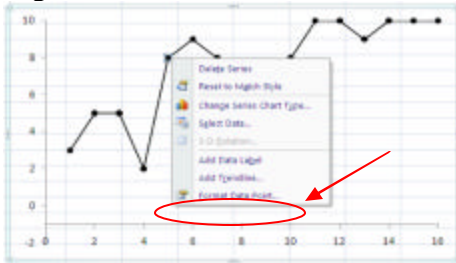 10
8
6
4
2
0
-2
Delete Series
Reset to Match Style
Change Series Chart Type...
Select Data...
3-D Rotation...
Add Data Label
Add Trendline...
Format Data Point...
0 2 4 6 8 10 12 14 16